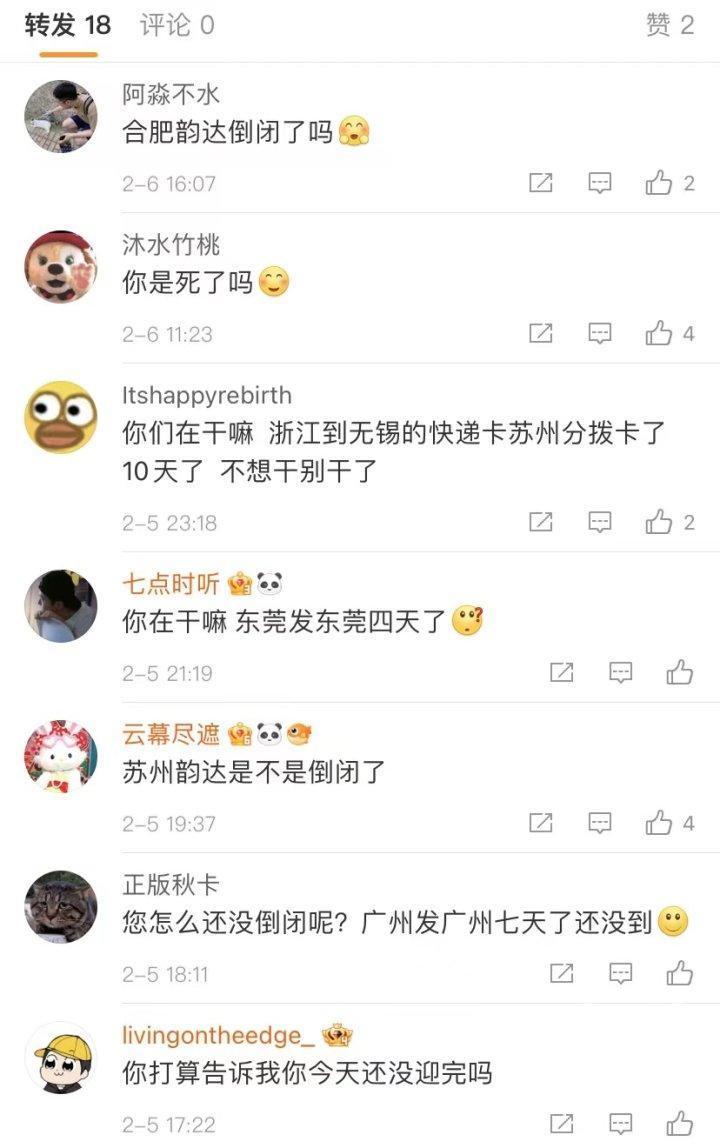 转发 18 评论 0 赞 2
阿淼不水
合肥韵达倒闭了吗
2-6 16:07 2
沐水竹桃
你是死了吗
2-6 11:23 4
Itshappyrebirth
你们在干嘛 浙江到无锡的快递卡苏州分拨卡了
10天了 不想干别干了
2-5 23:18 2
七点时听
你在干嘛 东莞发东莞四天了
2-5 21:19
云幕尽遮
苏州韵达是不是倒闭了
2-5 19:37 4
正版秋卡
您怎么还没倒闭呢？广州发广州七天了还没到
2-5 18:11
livingontheedge_
你打算告诉我你今天还没迎完吗
2-5 17:22